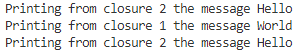 Printing from closure 2 the message Hello
Printing from closure 1 the message World
Printing from closure 2 the message Hello